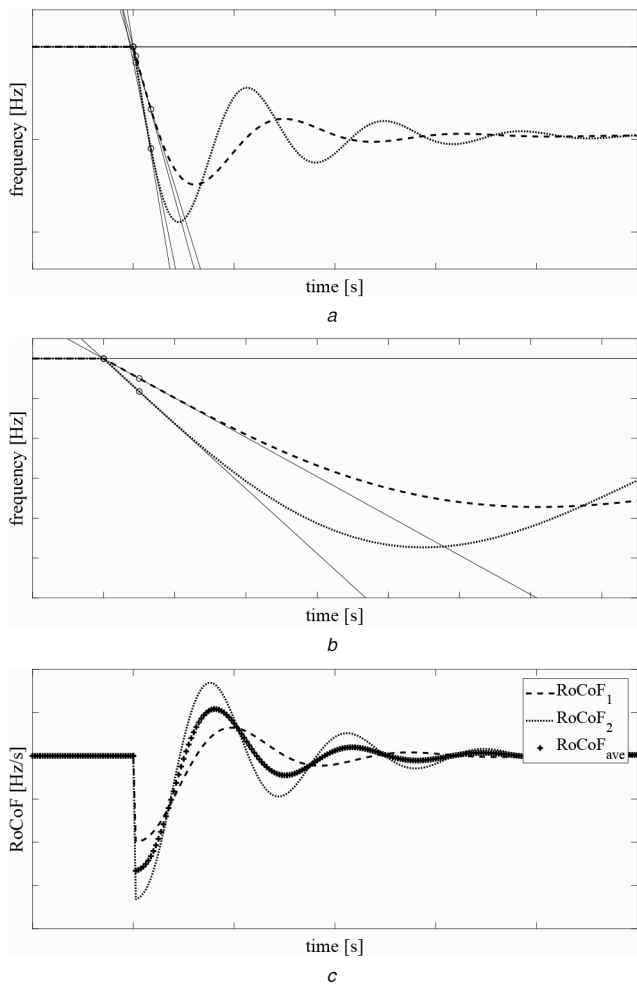 frequency [Hz]
time [s]
a
frequency [Hz]
time [s]
b
RoCoF [Hz/s]
RoCoF1
RoCoF2
RoCoFave
time [s]
c